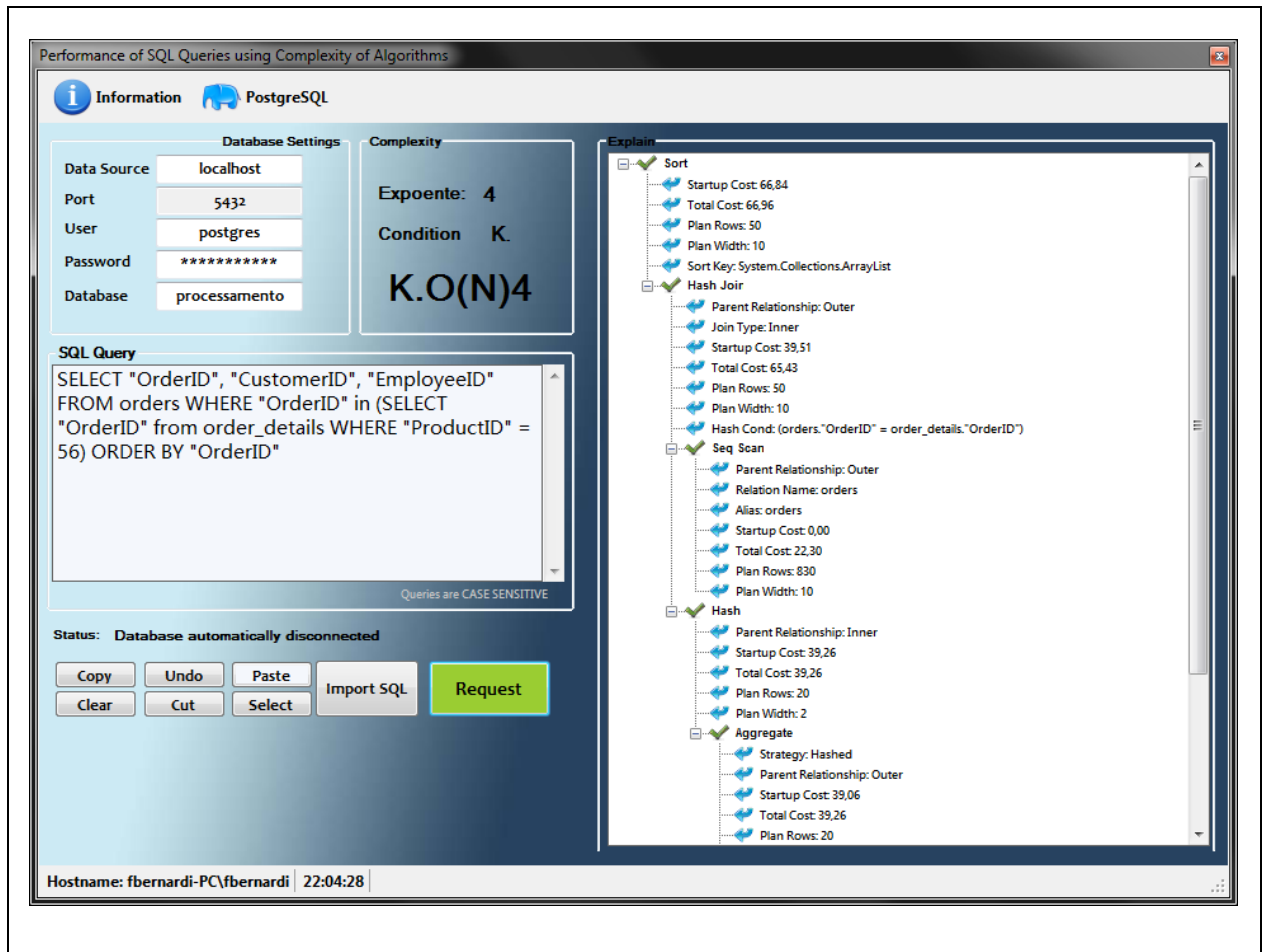 Performance of SQL Queries using Complexity of Algorithms
Information PostgreSQL
Database Settings
Data Source localhost
Port 5432
User postgres
Password ***********
Database processamento
Complexity
Expoente: 4
Condition K.
K.O(N)4
SQL Query
SELECT "OrderID", "CustomerID", "EmployeeID"
FROM orders WHERE "OrderID" in (SELECT
"OrderID" from order_details WHERE "ProductID" =
56) ORDER BY "OrderID"
Queries are CASE SENSITIVE
Status: Database automatically disconnected
Copy Undo Paste
Import SQL Request
Clear Cut Select
Explain
Sort
Startup Cost: 66,84
Total Cost: 66,96
Plan Rows: 50
Plan Width: 10
Sort Key: System.Collections.ArrayList
Hash Join
Parent Relationship: Outer
Join Type: Inner
Startup Cost: 39,51
Total Cost: 65,43
Plan Rows: 50
Plan Width: 10
Hash Cond: (orders."OrderID" = order_details."OrderID")
Seq Scan
Parent Relationship: Outer
Relation Name: orders
Alias: orders
Startup Cost: 0,00
Total Cost: 22,30
Plan Rows: 830
Plan Width: 10
Hash
Parent Relationship: Inner
Startup Cost: 39,26
Total Cost: 39,26
Plan Rows: 20
Plan Width: 2
Aggregate
Strategy: Hashed
Parent Relationship: Outer
Startup Cost: 39,06
Total Cost: 39,26
Plan Rows: 20
Hostname: fbernardi-PC\fbernardi 22:04:28